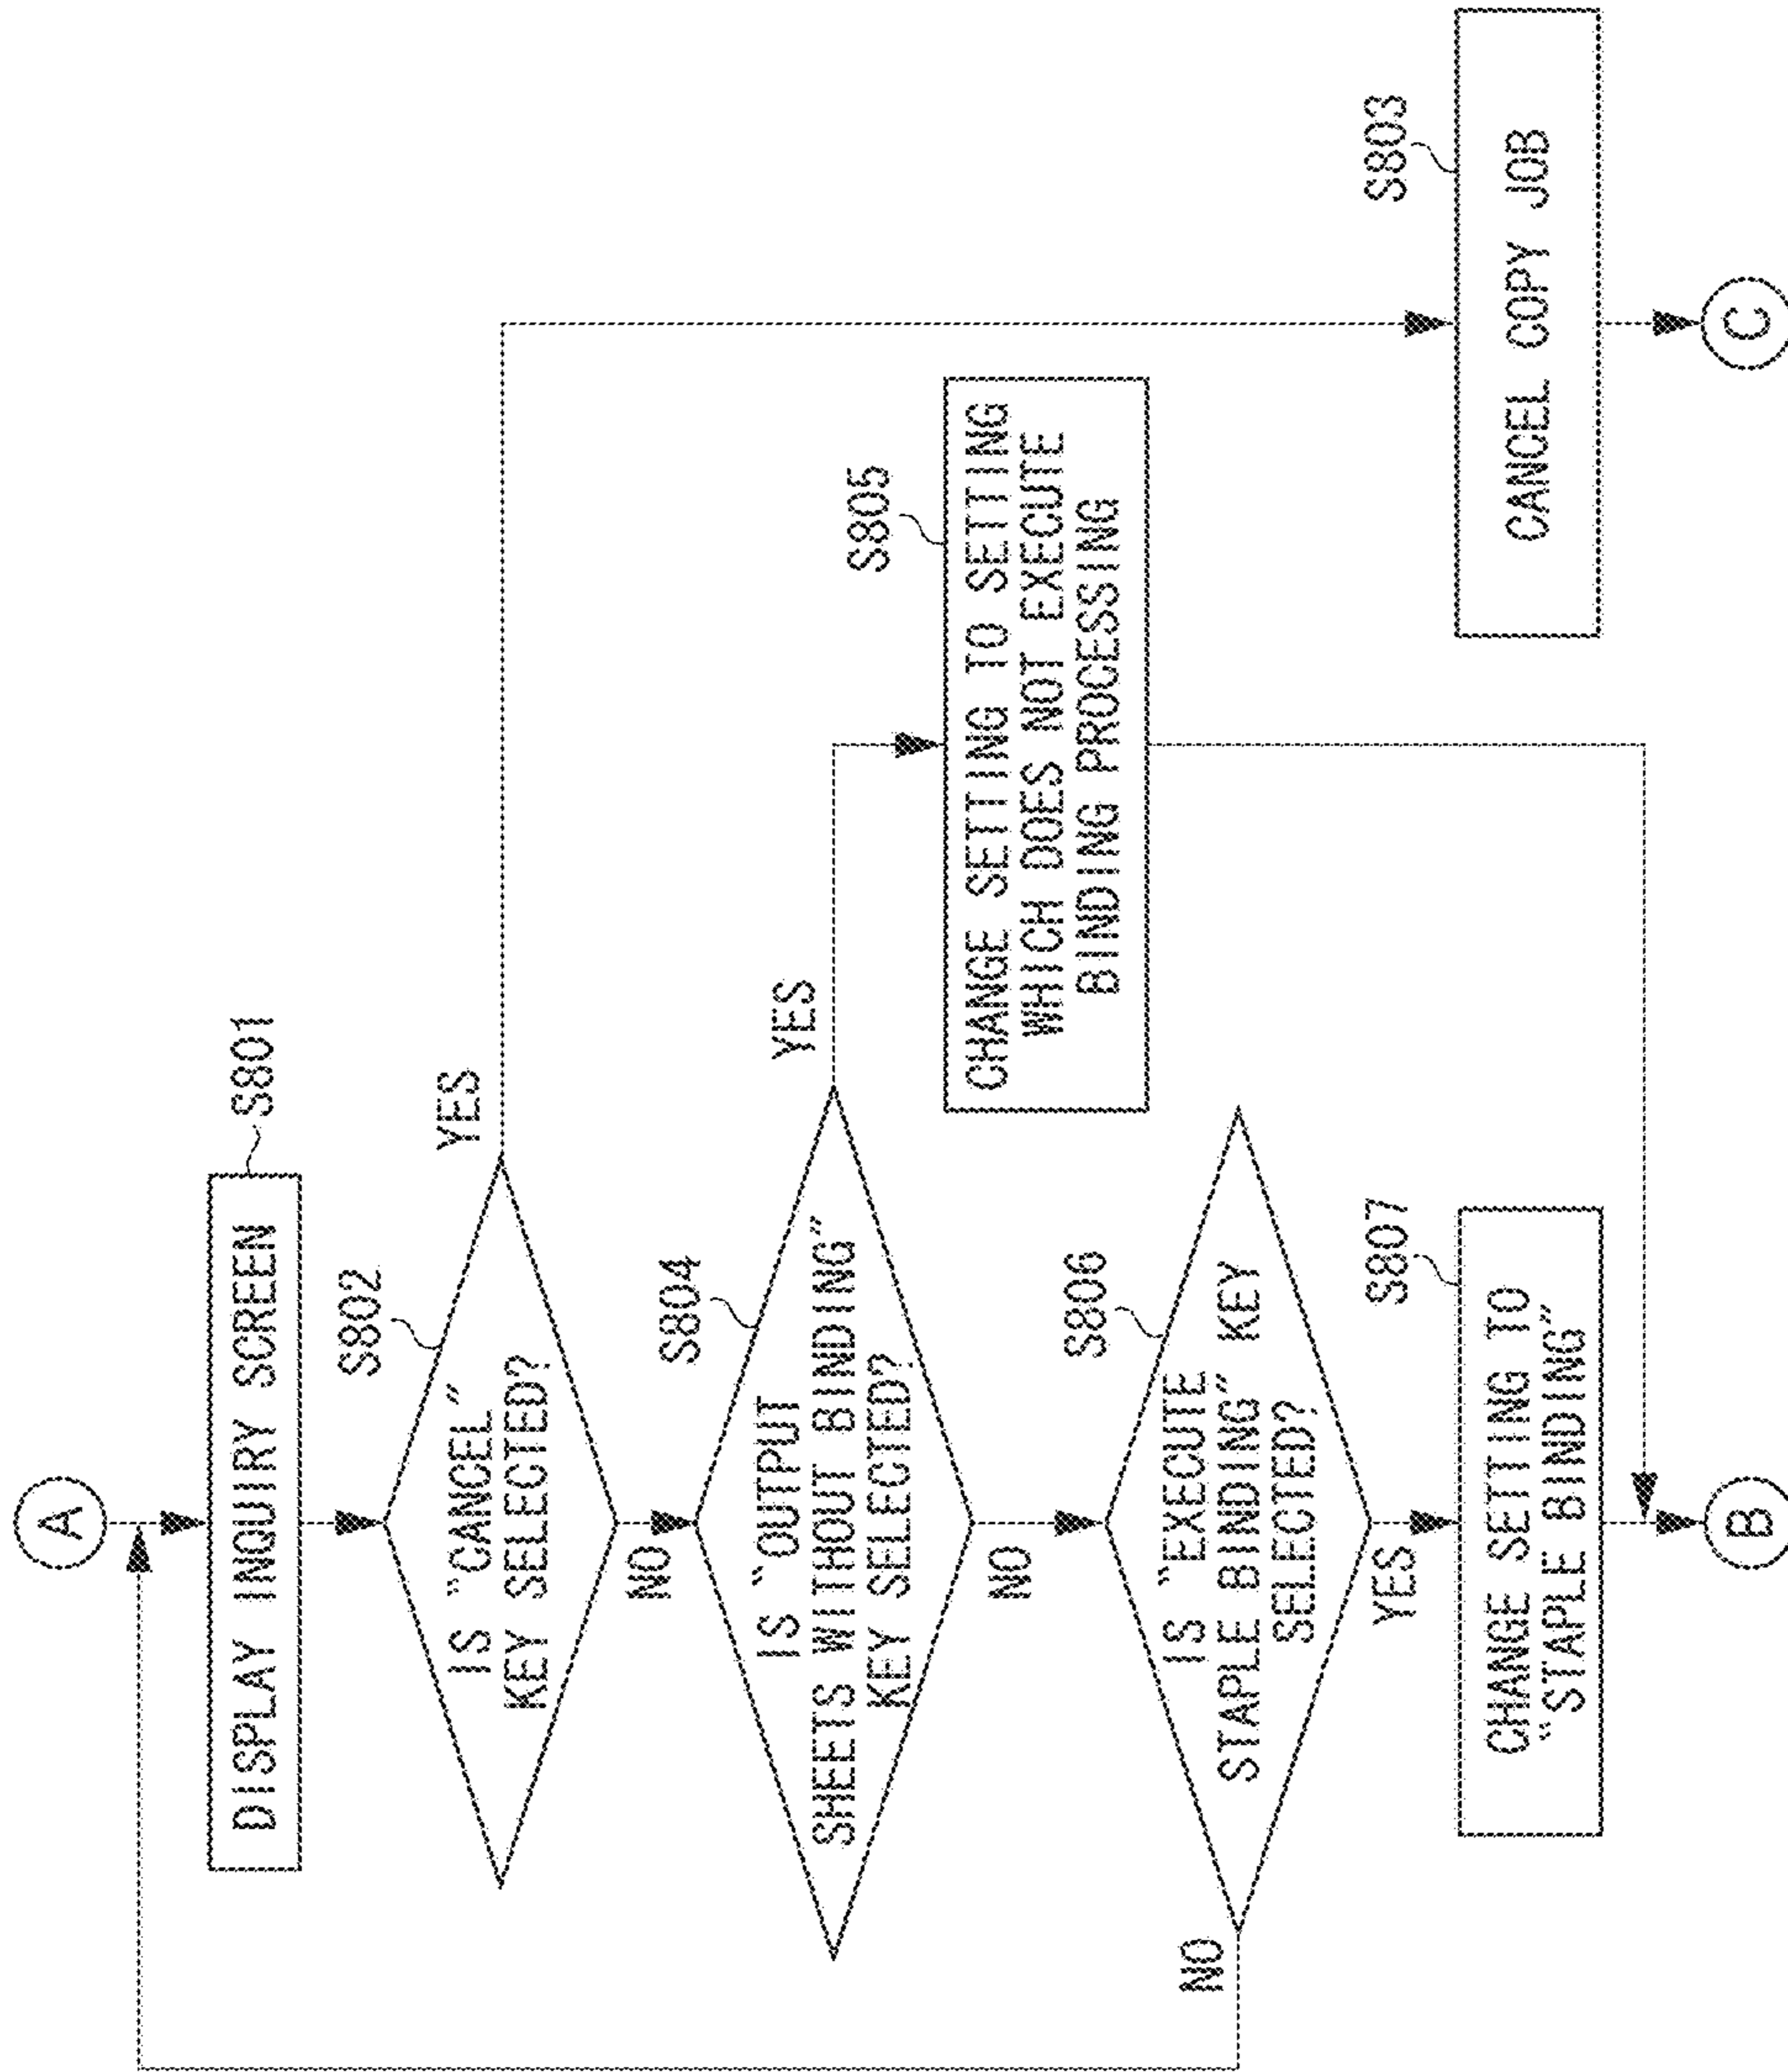 A
DISPLAY INQUIRY SCREEN
S801
S802
IS "CANCEL"
KEY SELECTED?
YES
NO
S804
IS "OUTPUT
SHEETS WITHOUT BINDING"
KEY SELECTED?
YES
NO
S805
CHANGE SETTING TO SETTING
WHICH DOES NOT EXECUTE
BINDING PROCESSING
S806
IS "EXECUTE
STAPLE BINDING" KEY
SELECTED?
NO
YES
S807
CHANGE SETTING TO
"STAPLE BINDING"
S803
CANCEL COPY JOB
B
C